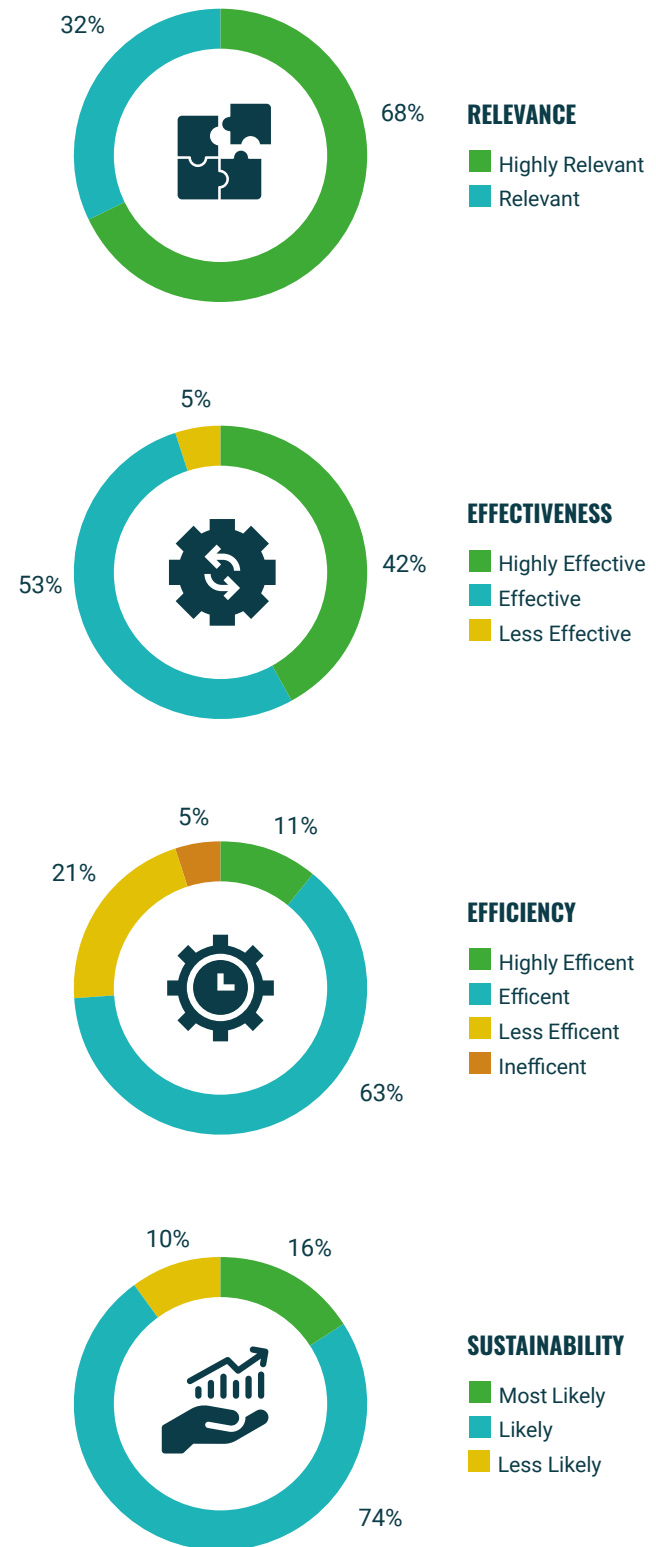 32%
68%
RELEVANCE
Highly Relevant
Relevant
5%
53%
42%
EFFECTIVENESS
Highly Effective
Effective
Less Effective
5%
11%
21%
63%
EFFICIENCY
Highly Efficent
Efficent
Less Efficent
Inefficent
10%
16%
74%
SUSTAINABILITY
Most Likely
Likely
Less Likely